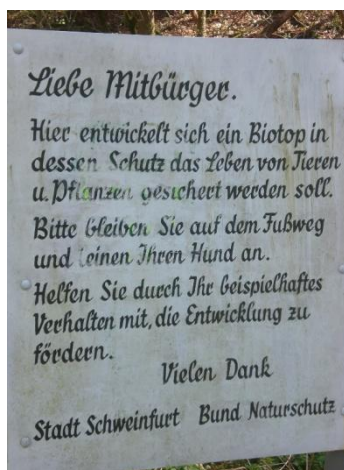 Liebe Mitbürger.
Hier entwickelt sich ein Biotop in
dessen Schutz das Leben von Tieren
u. Pflanzen gesichert werden soll.
Bitte bleiben Sie auf dem Fußweg
und leinen Ihren Hund an.
Helfen Sie durch Ihr beispielhaftes
Verhalten mit, die Entwicklung zu
fördern.
Vielen Dank
Stadt Schweinfurt Bund Naturschutz